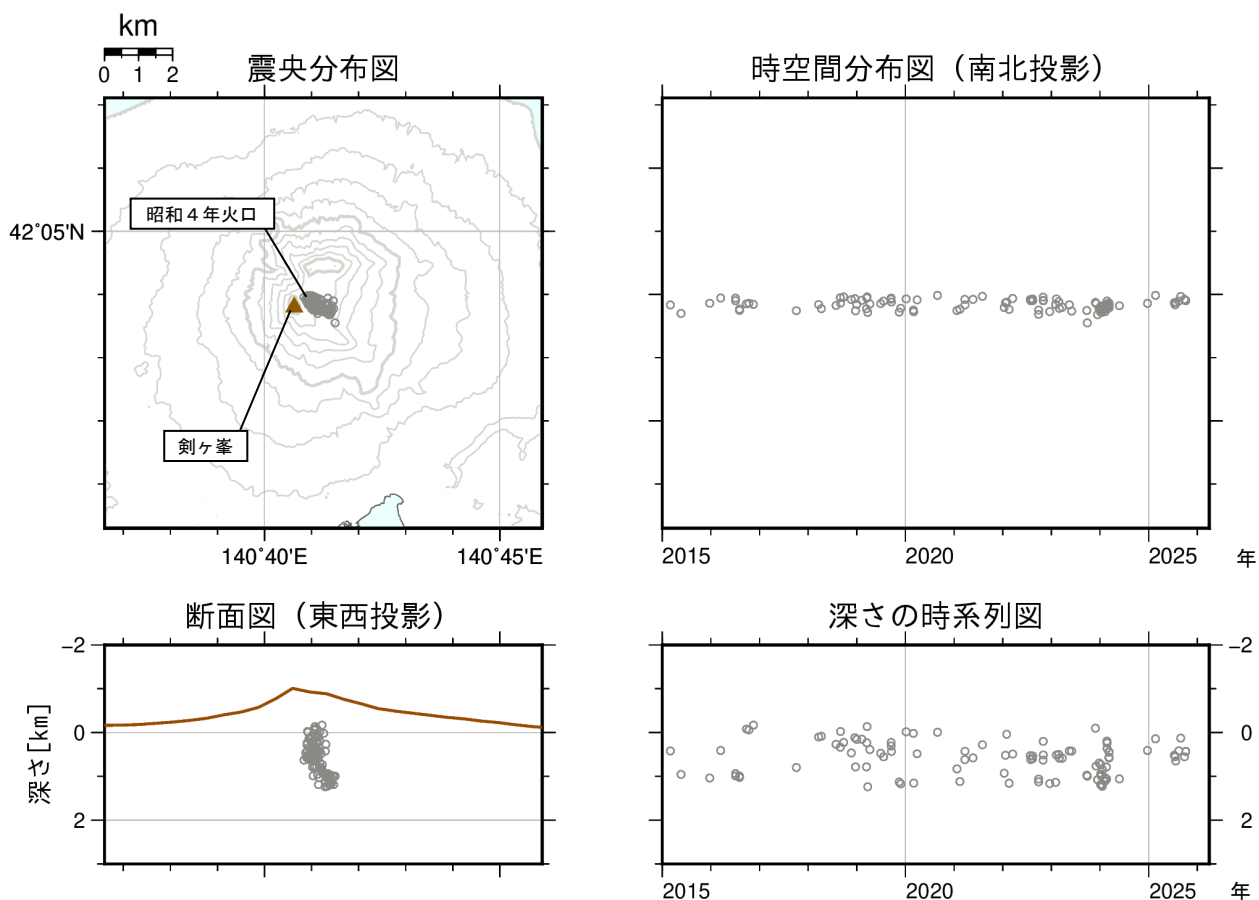 km
0 1 2
震央分布図
時空間分布図（南北投影）
昭和４年火口
42°05'N
剣ヶ峯
140°40'E 140°45'E
2015 2020 2025 年
断面図（東西投影）
深さの時系列図
−2
0
2
深さ[km]
−2
0
2
2015 2020 2025 年